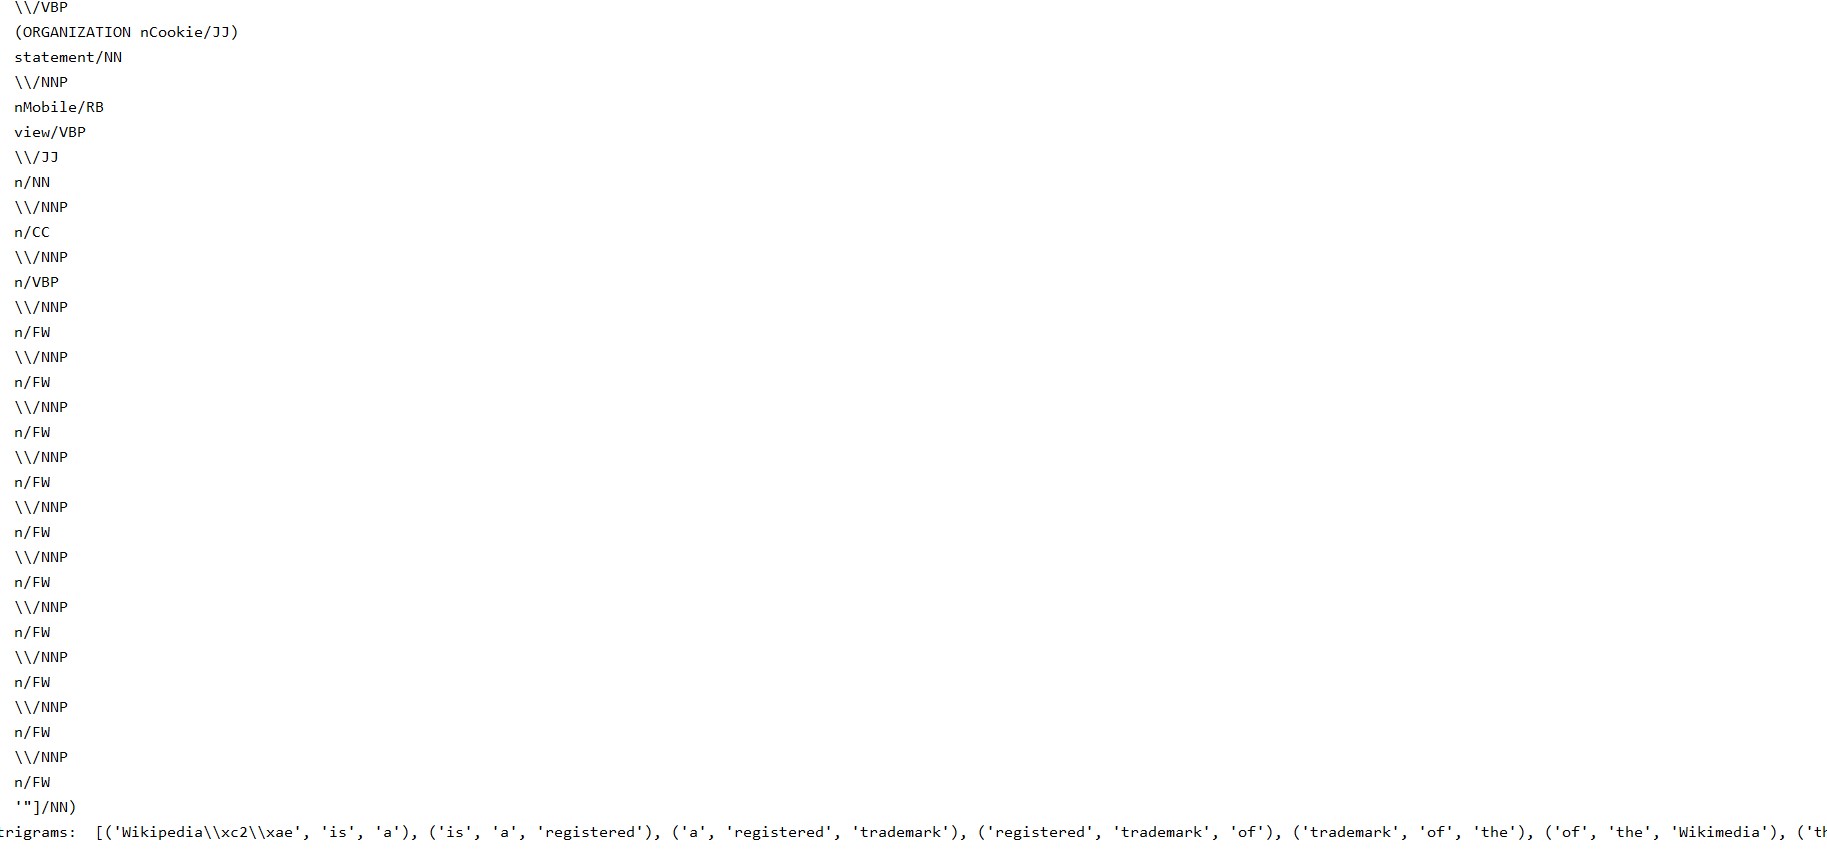 \\/VBP
(ORGANIZATION nCookie/JJ)
statement/NN
\\/NNP
nMobile/RB
view/VBP
\\/JJ
n/NN
\\/NNP
n/CC
\\/NNP
n/VBP
\\/NNP
n/FW
\\/NNP
n/FW
\\/NNP
n/FW
\\/NNP
n/FW
\\/NNP
n/FW
\\/NNP
n/FW
\\/NNP
n/FW
\\/NNP
n/FW
\\/NNP
n/FW
\\/NNP
n/FW
'"]/NN)
trigrams:  [('Wikipedia\\xc2\\xae', 'is', 'a'), ('is', 'a', 'registered'), ('a', 'registered', 'trademark'), ('registered', 'trademark', 'of'), ('trademark', 'of', 'the'), ('of', 'the', 'Wikimedia'), ('th